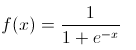 f(x) = \frac{1}{1 + e^{-x}}